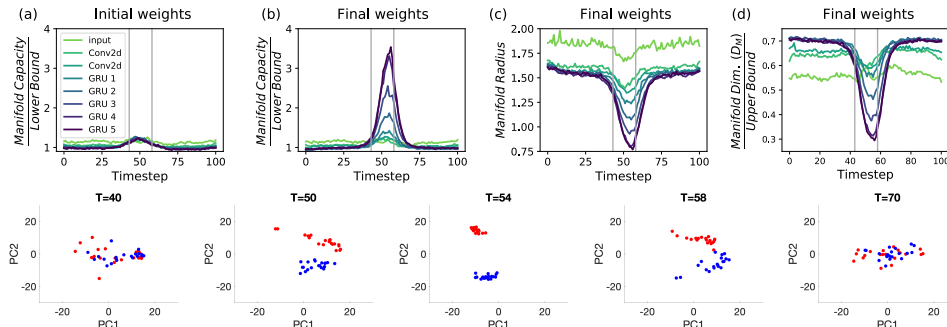 (a) Initial weights
Manifold Capacity
Lower Bound
4
3
2
1
input
Conv2d
Conv2d
GRU 1
GRU 2
GRU 3
GRU 4
GRU 5
0 25 50 75 100
Timestep
(b) Final weights
Manifold Capacity
Lower Bound
4
3
2
1
0 25 50 75 100
Timestep
(c) Final weights
Manifold Radius
2.00
1.75
1.50
1.25
1.00
0.75
0 25 50 75 100
Timestep
(d) Final weights
Manifold Dim. (D_M)
Upper Bound
0.7
0.6
0.5
0.4
0.3
0 20 40 60 80 100
Timestep
T=40
PC2
20
0
-20
-20 0 20
PC1
T=50
PC2
20
0
-20
-20 0 20
PC1
T=54
PC2
20
0
-20
-20 0 20
PC1
T=58
PC2
20
0
-20
-20 0 20
PC1
T=70
PC2
20
0
-20
-20 0 20
PC1